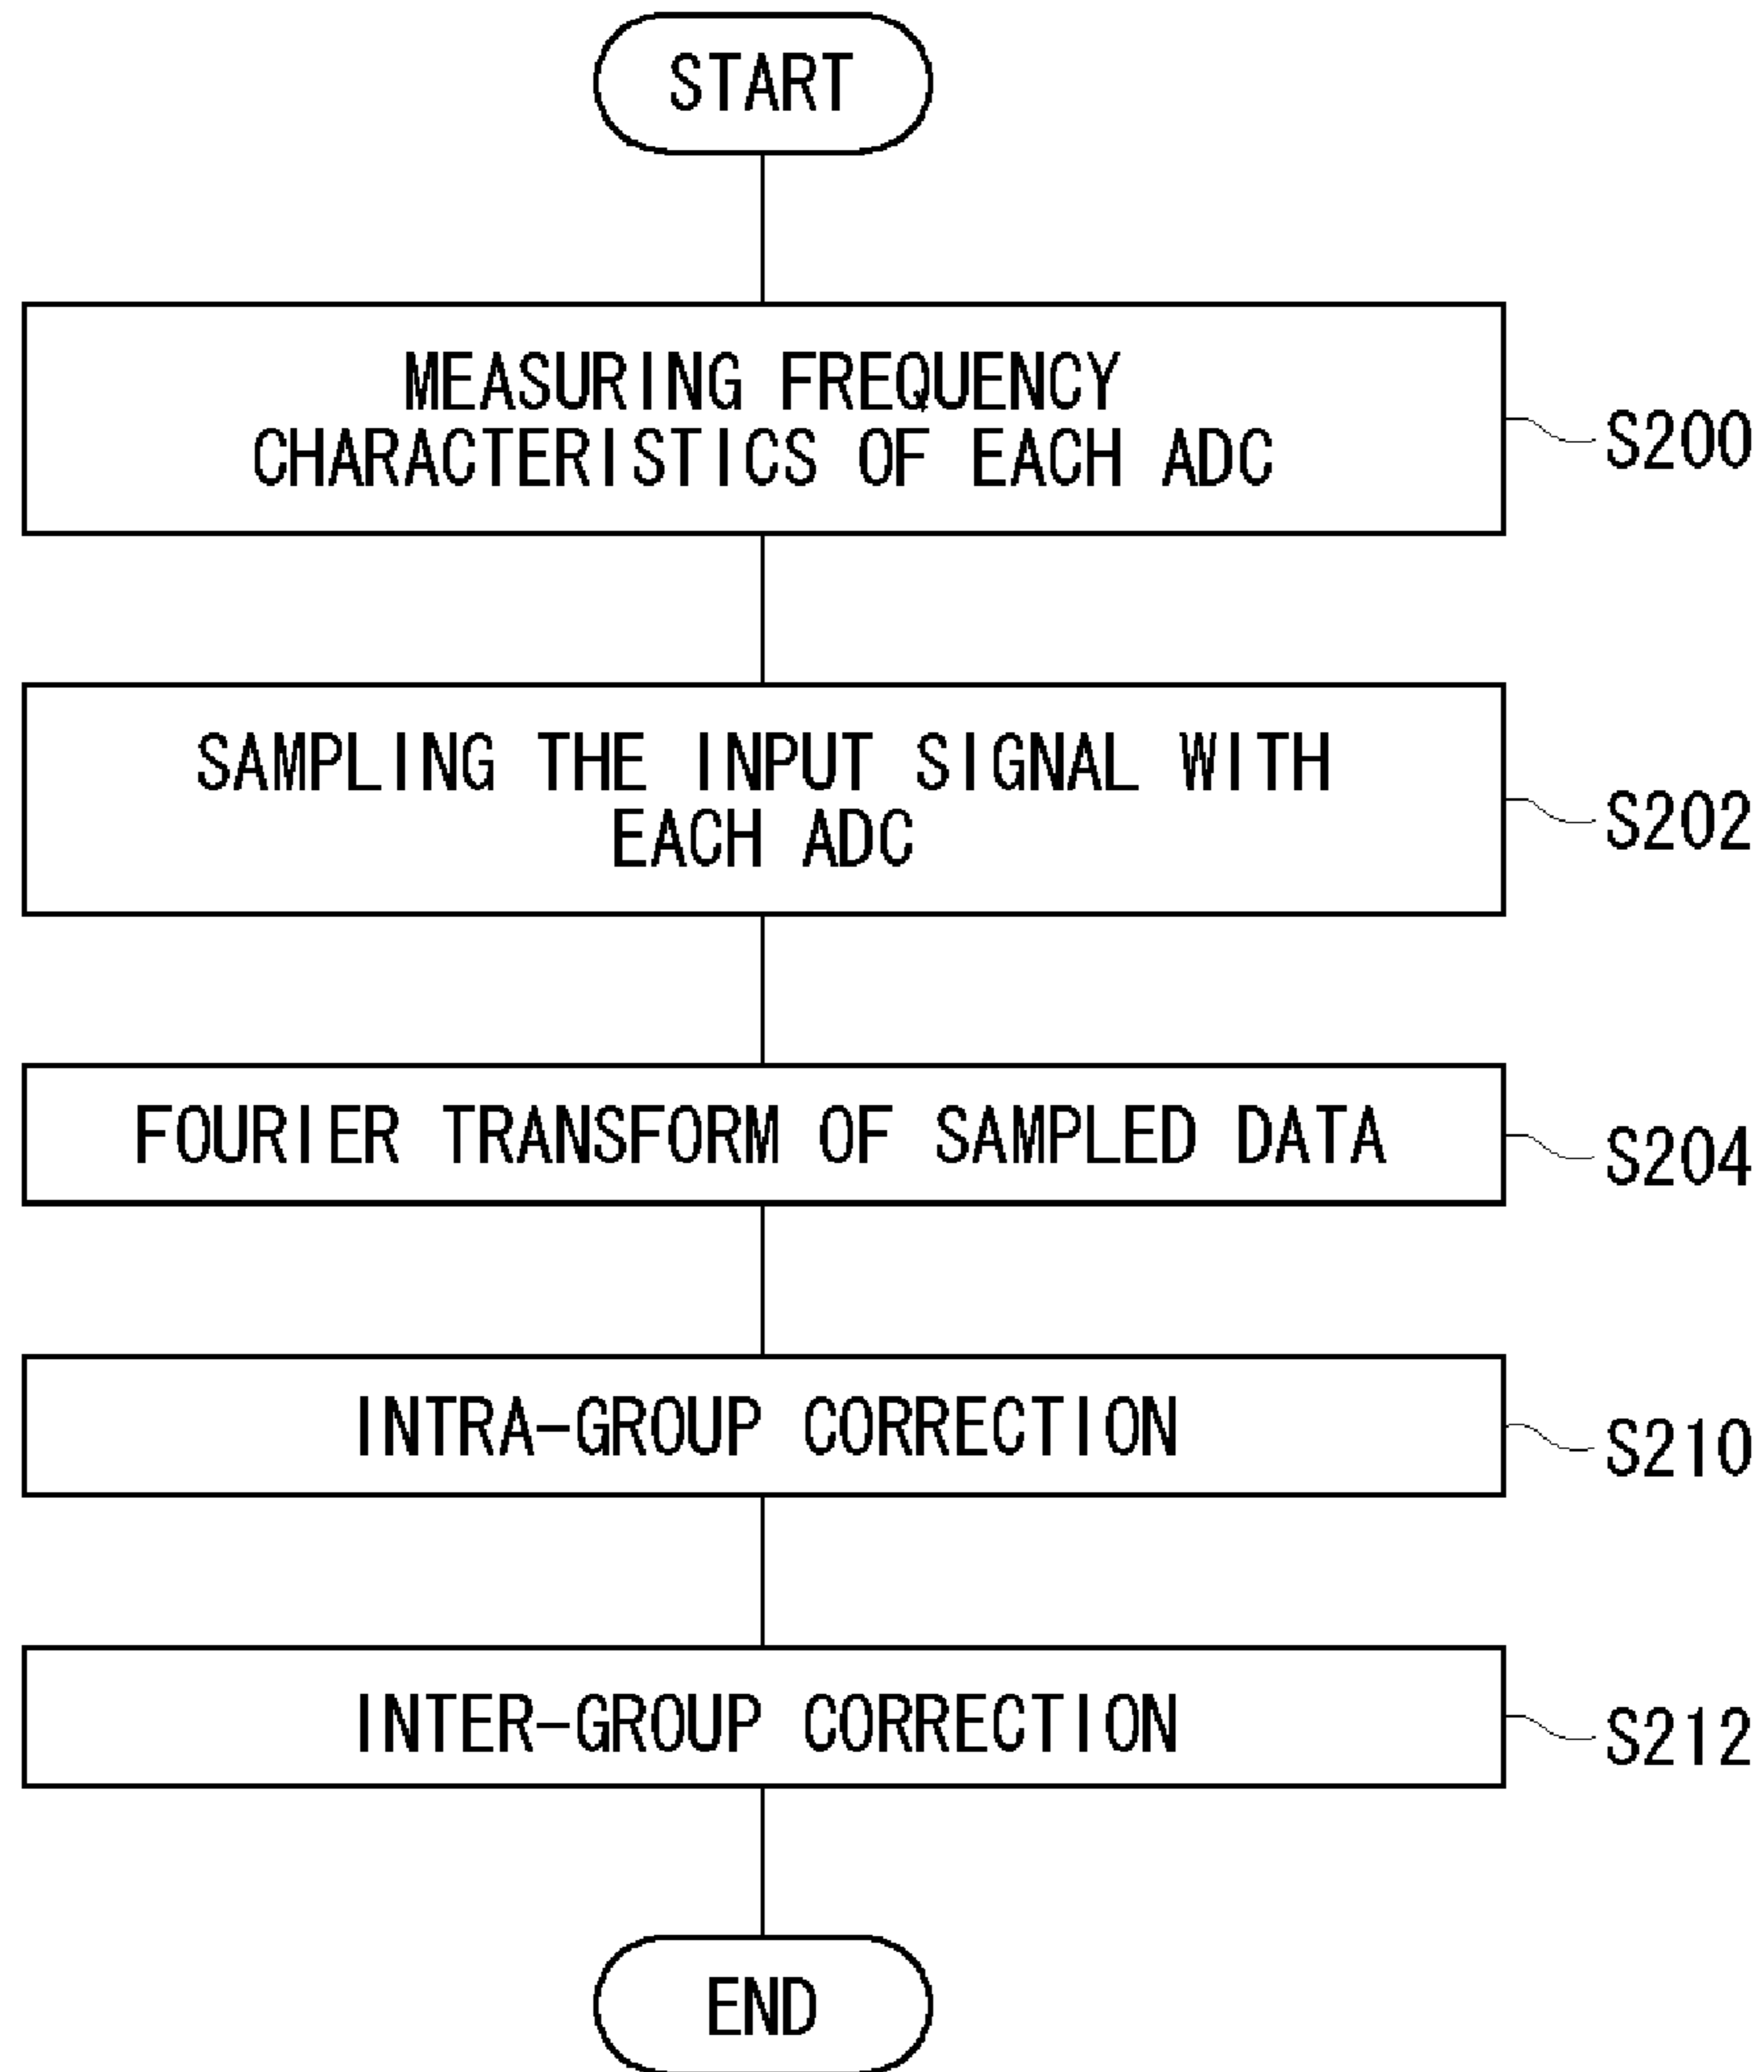 START
MEASURING FREQUENCY
CHARACTERISTICS OF EACH ADC
S200
SAMPLING THE INPUT SIGNAL WITH
EACH ADC
S202
FOURIER TRANSFORM OF SAMPLED DATA
S204
INTRA-GROUP CORRECTION
S210
INTER-GROUP CORRECTION
S212
END